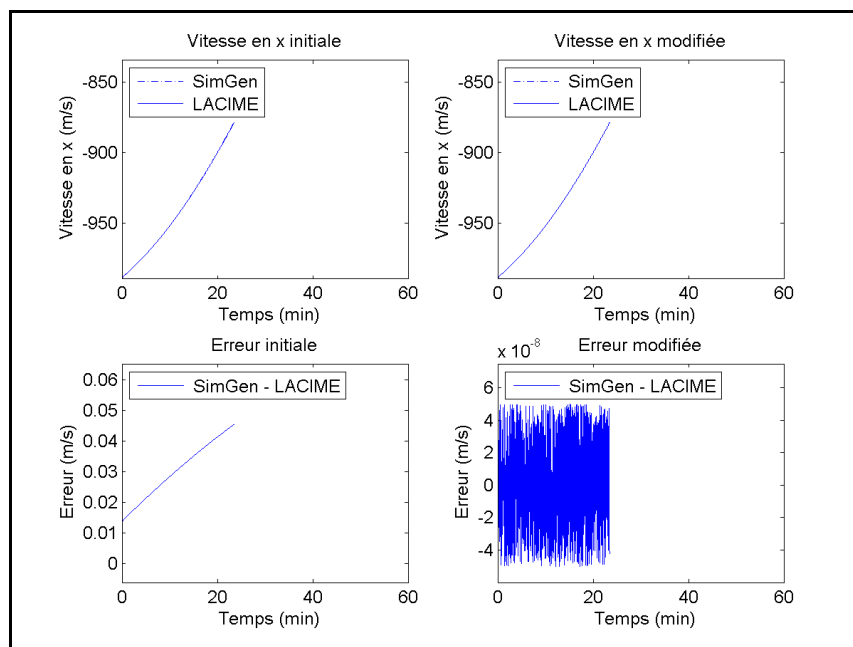 Vitesse en x initiale
-850
-900
-950
Vitesse en x (m/s)
SimGen
LACIME
0
20
40
60
Temps (min)
Vitesse en x modifiée
-850
-900
-950
Vitesse en x (m/s)
SimGen
LACIME
0
20
40
60
Temps (min)
Erreur initiale
0.06
0.05
0.04
0.03
0.02
0.01
0
Erreur (m/s)
SimGen - LACIME
0
20
40
60
Temps (min)
Erreur modifiée
x 10⁻⁸
6
4
2
0
-2
-4
Erreur (m/s)
SimGen - LACIME
0
20
40
60
Temps (min)